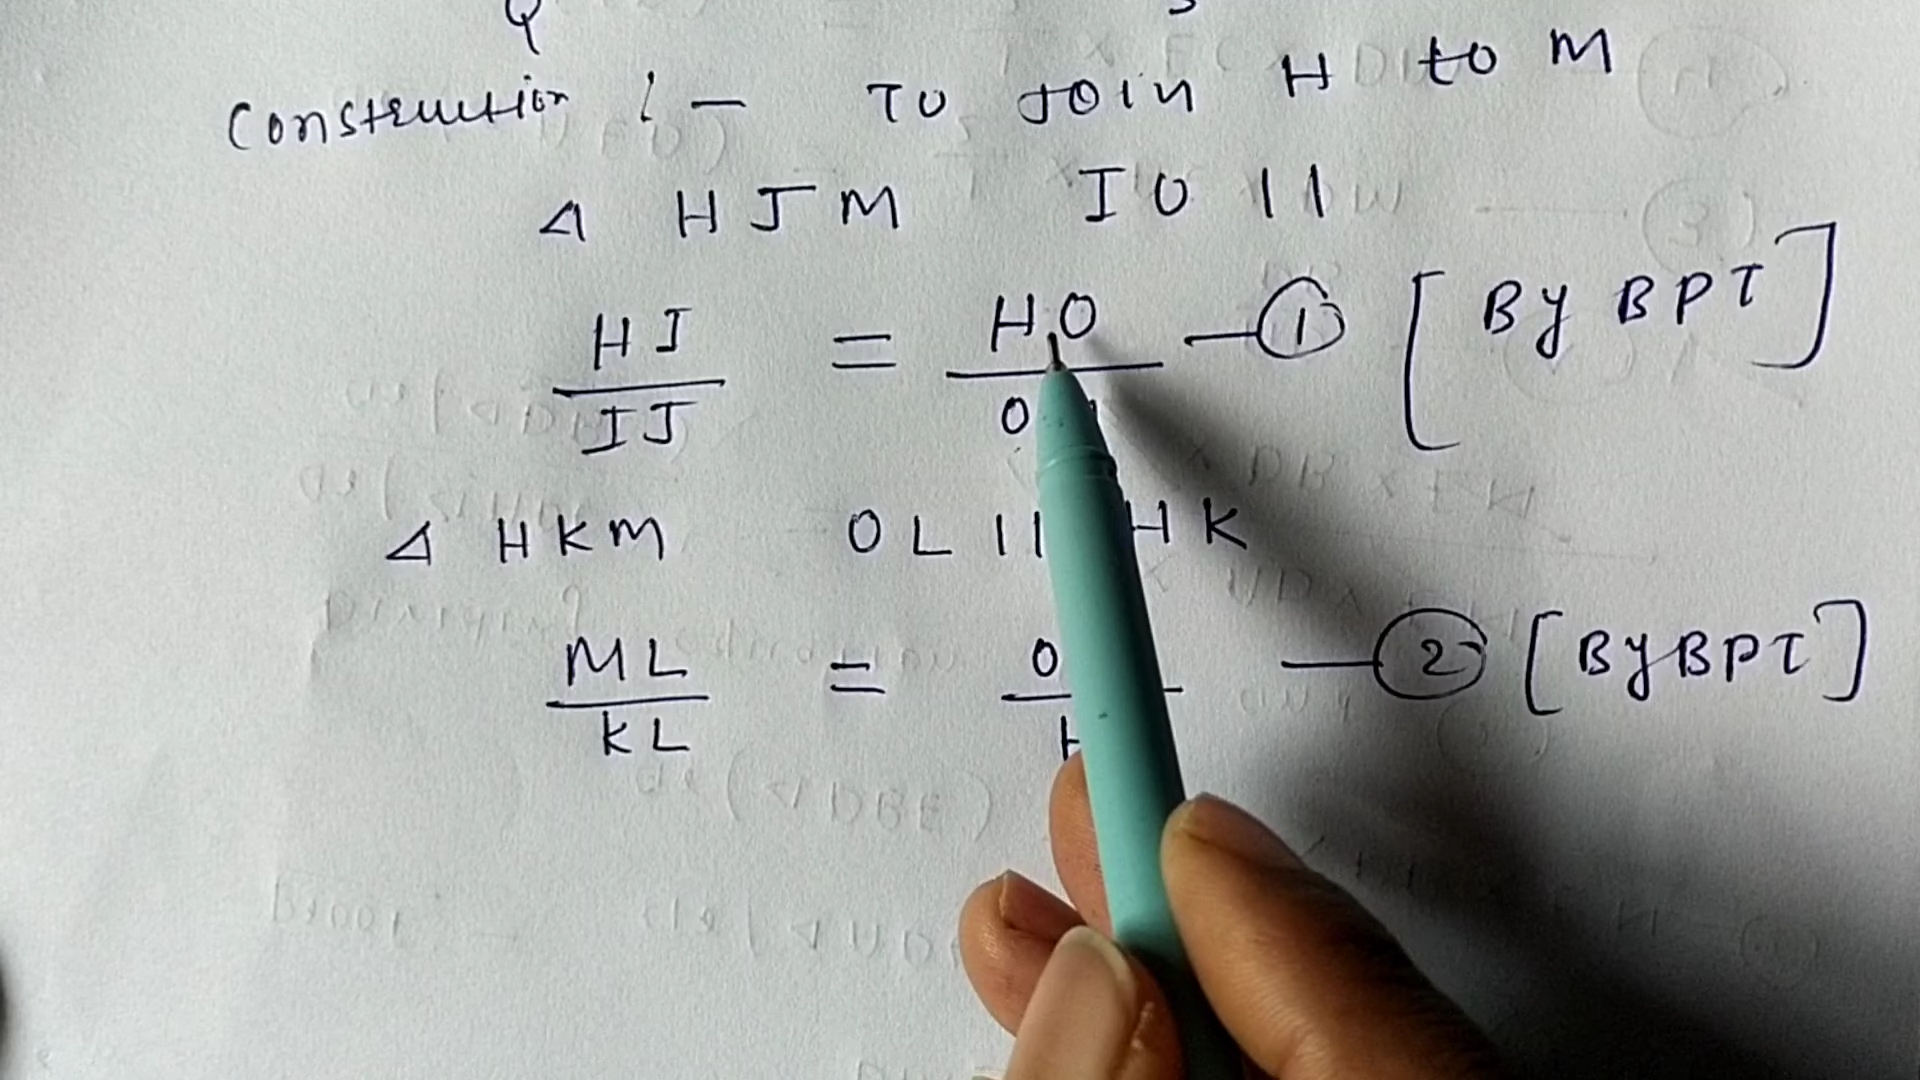 Q S
Construction :- To Join H to M
Δ HJM IO ||
HI / IJ = HO / O — ① [By BPT]
Δ HKM OL || HK
ML / KL = O — ② [By BPT]